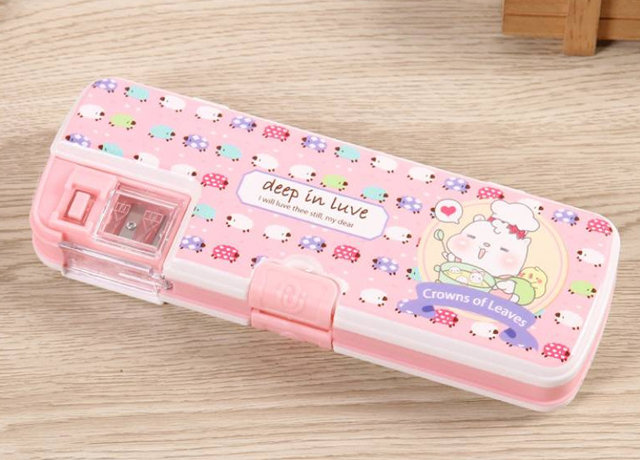 deep in luve
I will luve thee still, my dear
Crowns of Leaves